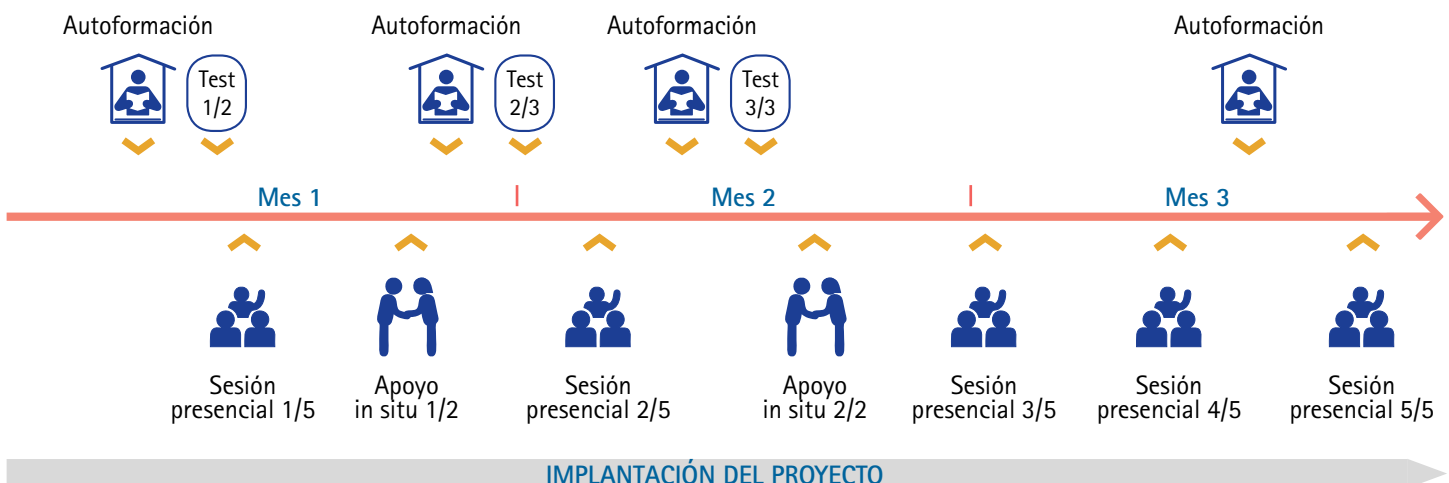 Autoformación
Autoformación
Autoformación
Autoformación
Test
1/2
Test
2/3
Test
3/3
Mes 1
Mes 2
Mes 3
Sesión
presencial 1/5
Apoyo
in situ 1/2
Sesión
presencial 2/5
Apoyo
in situ 2/2
Sesión
presencial 3/5
Sesión
presencial 4/5
Sesión
presencial 5/5
IMPLANTACIÓN DEL PROYECTO